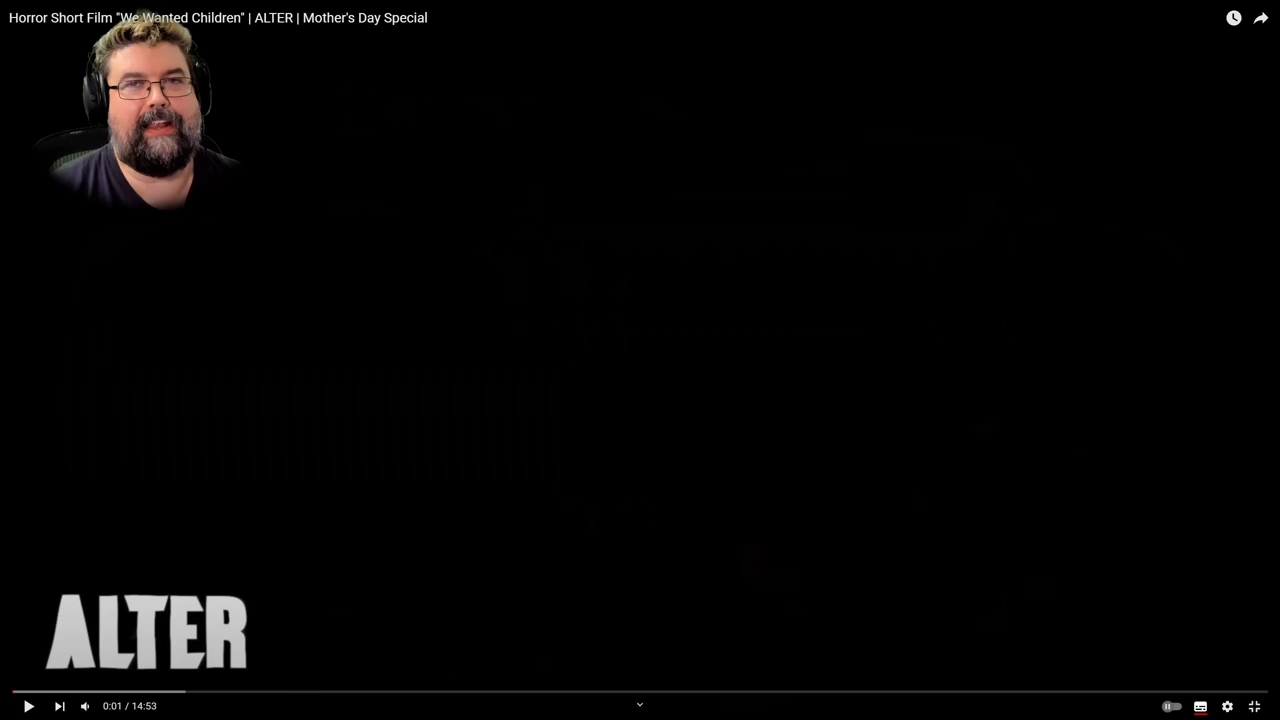 Horror Short Film "We Wanted Children" | ALTER | Mother's Day Special
ALTER
0:01 / 14:53